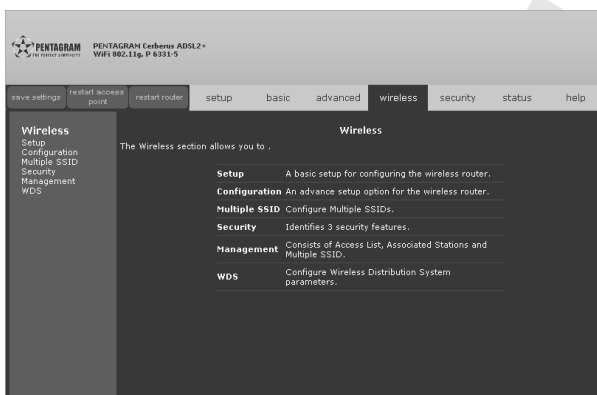 PENTAGRAM
THE PERFECT SIMPLICITY
PENTAGRAM Cerberus ADSL2+
WiFi 802.11g, P 6331-5
save settings
restart access point
restart router
setup
basic
advanced
wireless
security
status
help
Wireless
Setup
Configuration
Multiple SSID
Security
Management
WDS
Wireless
The Wireless section allows you to .
Setup A basic setup for configuring the wireless router.
Configuration An advance setup option for the wireless router.
Multiple SSID Configure Multiple SSIDs.
Security Identifies 3 security features.
Management Consists of Access List, Associated Stations and
Multiple SSID.
WDS Configure Wireless Distribution System
parameters.